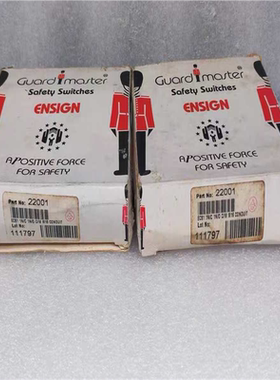 Guardmaster
Safety Switches
ENSIGN
A POSITIVE FORCE
FOR SAFETY
Part No: 22001
Lot No
111797
Guardmaster
Safety Switches
ENSIGN
A POSITIVE FORCE
FOR SAFETY
Part No: 22001
Lot No
111797